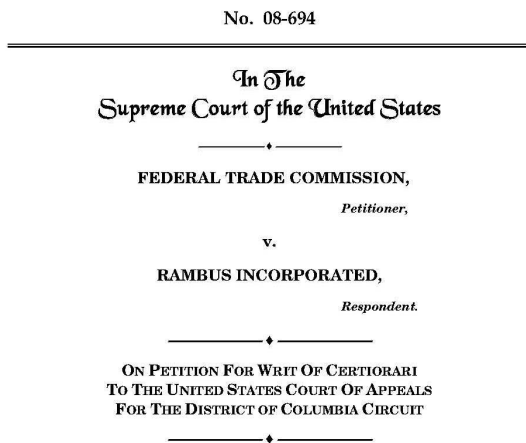 No. 08-694
In The
Supreme Court of the United States
FEDERAL TRADE COMMISSION,
Petitioner,
v.
RAMBUS INCORPORATED,
Respondent.
ON PETITION FOR WRIT OF CERTIORARI
TO THE UNITED STATES COURT OF APPEALS
FOR THE DISTRICT OF COLUMBIA CIRCUIT